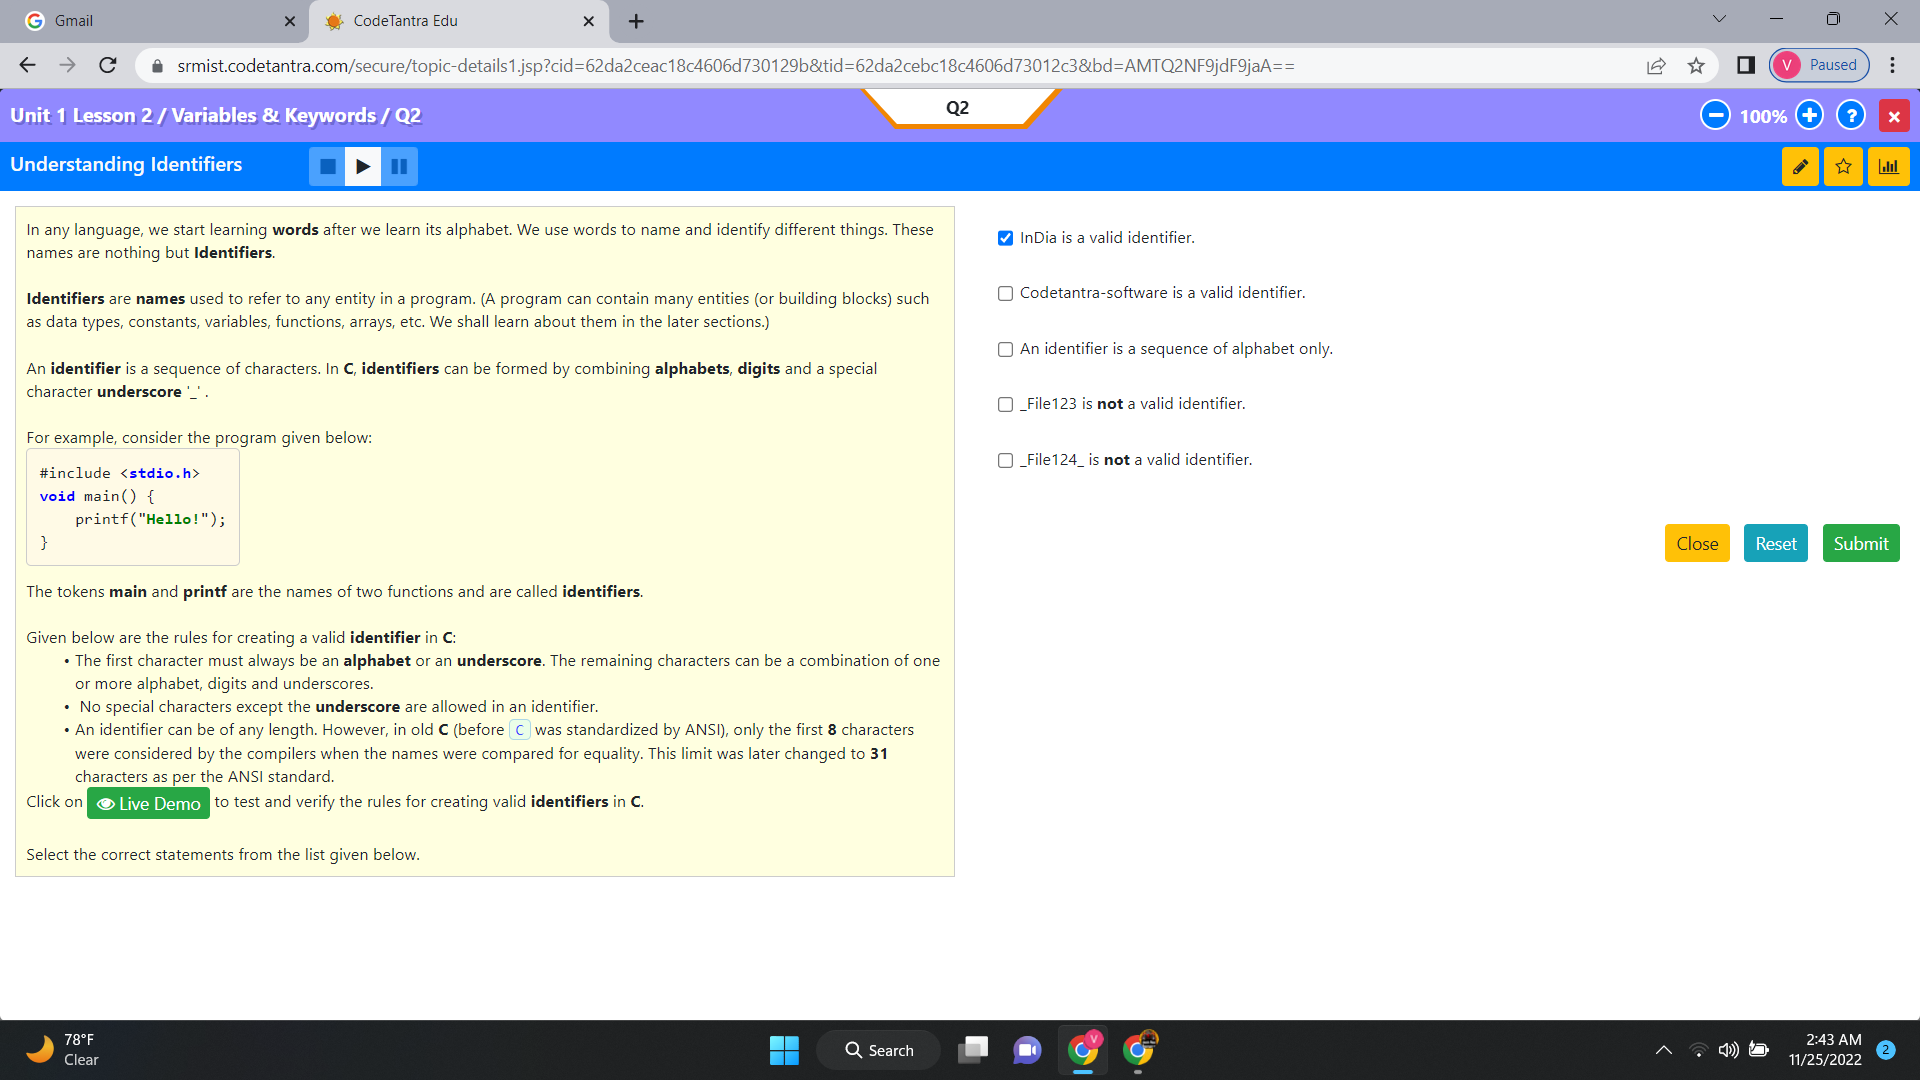 Gmail
CodeTantra Edu
srmist.codetantra.com/secure/topic-details1.jsp?cid=62da2ceac18c4606d730129b&tid=62da2cebc18c4606d73012c3&bd=AMTQ2NF9jdF9jaA==
V
Paused
Unit 1 Lesson 2 / Variables & Keywords / Q2
Q2
100%
?
Understanding Identifiers
In any language, we start learning words after we learn its alphabet. We use words to name and identify different things. These
names are nothing but Identifiers.
Identifiers are names used to refer to any entity in a program. (A program can contain many entities (or building blocks) such
as data types, constants, variables, functions, arrays, etc. We shall learn about them in the later sections.)
An identifier is a sequence of characters. In C, identifiers can be formed by combining alphabets, digits and a special
character underscore '_' .
For example, consider the program given below:
#include <stdio.h>
void main() {
    printf("Hello!");
}
The tokens main and printf are the names of two functions and are called identifiers.
Given below are the rules for creating a valid identifier in C:
• The first character must always be an alphabet or an underscore. The remaining characters can be a combination of one
or more alphabet, digits and underscores.
• No special characters except the underscore are allowed in an identifier.
• An identifier can be of any length. However, in old C (before C was standardized by ANSI), only the first 8 characters
were considered by the compilers when the names were compared for equality. This limit was later changed to 31
characters as per the ANSI standard.
Click on Live Demo to test and verify the rules for creating valid identifiers in C.
Select the correct statements from the list given below.
InDia is a valid identifier.
Codetantra-software is a valid identifier.
An identifier is a sequence of alphabet only.
_File123 is not a valid identifier.
_File124_ is not a valid identifier.
Close
Reset
Submit
78°F
Clear
Search
V
2:43 AM
11/25/2022
2